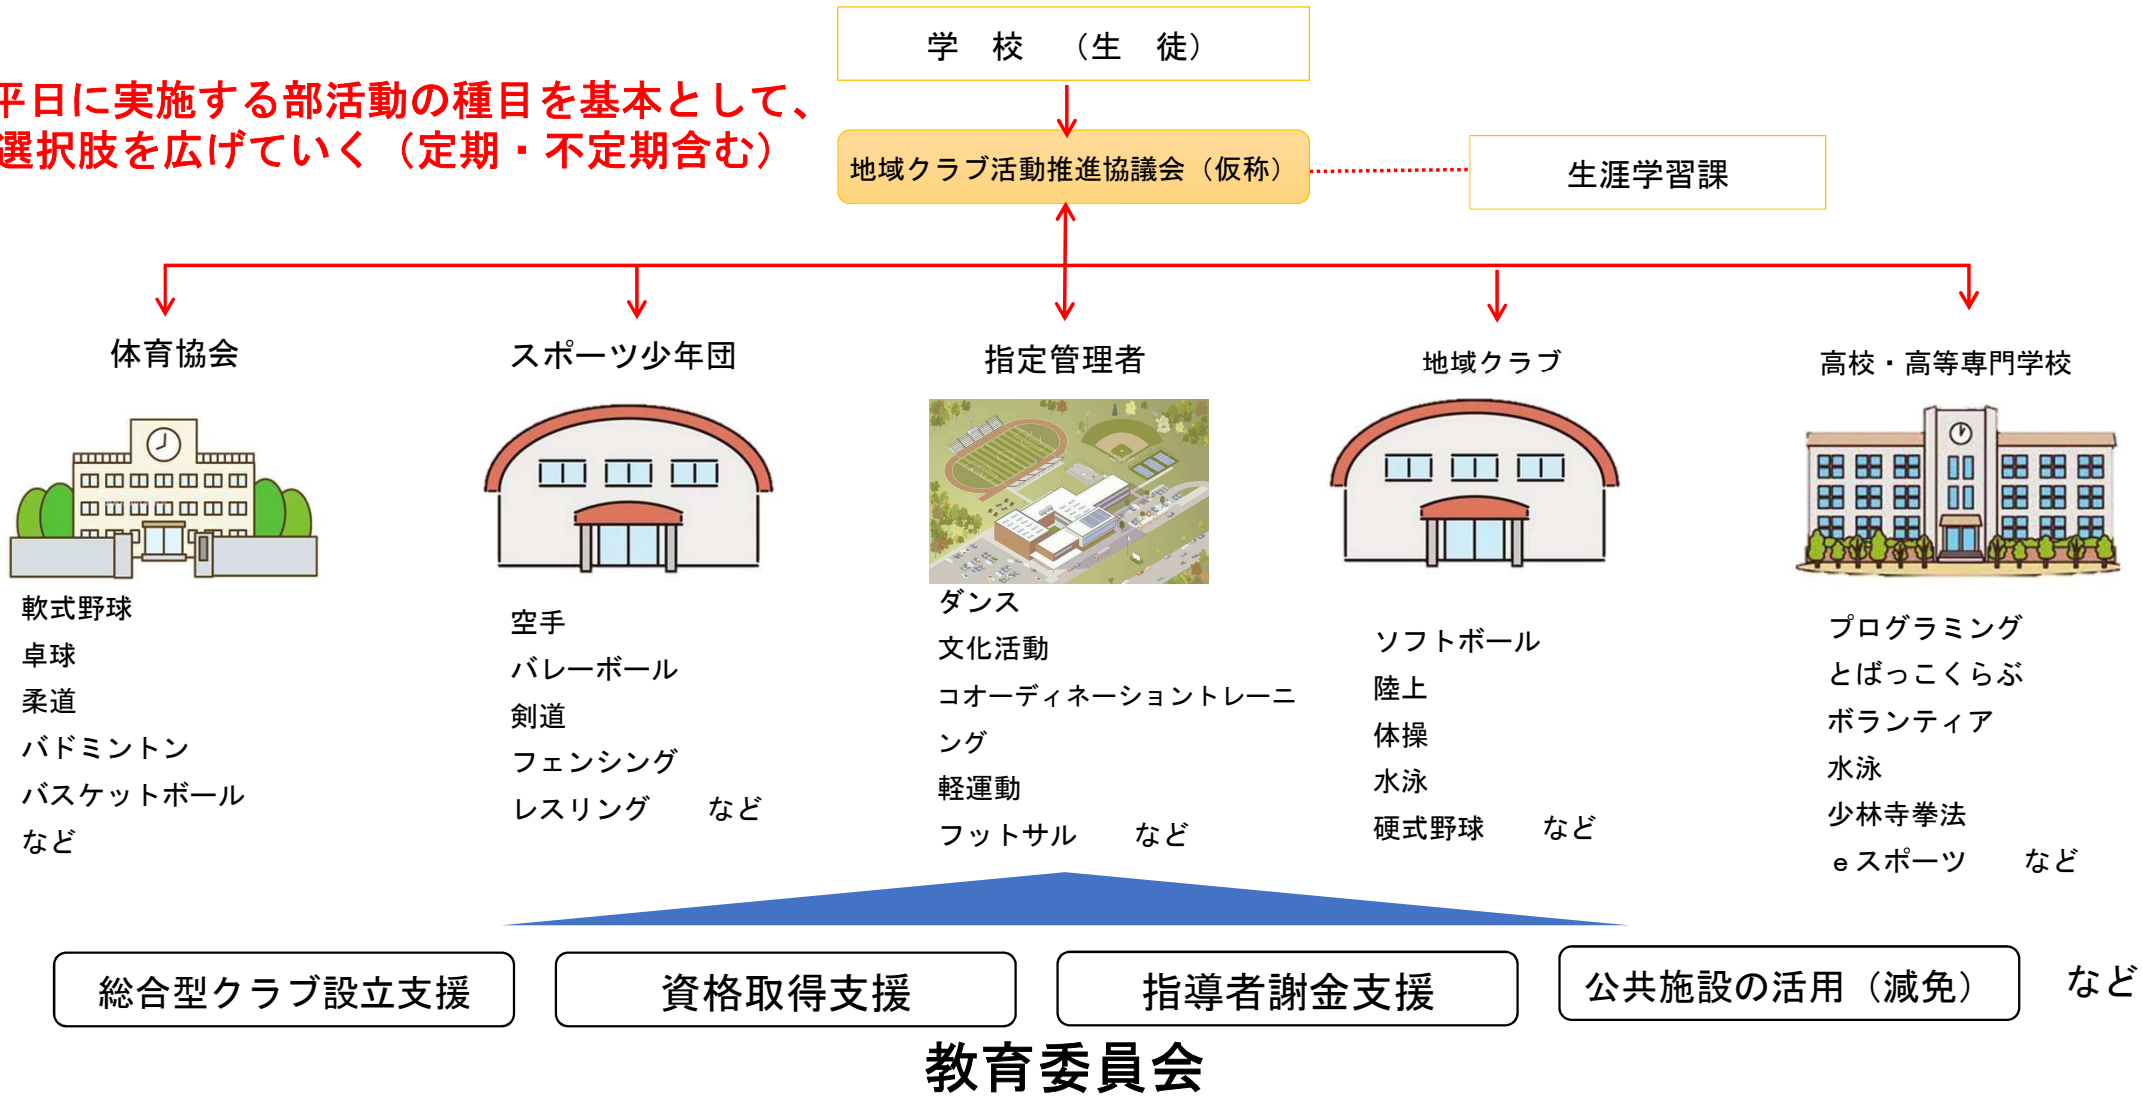 学　校　（生　徒）
平日に実施する部活動の種目を基本として、
選択肢を広げていく（定期・不定期含む）
地域クラブ活動推進協議会（仮称）
生涯学習課
体育協会
スポーツ少年団
指定管理者
地域クラブ
高校・高等専門学校
軟式野球
卓球
柔道
バドミントン
バスケットボール
など
空手
バレーボール
剣道
フェンシング
レスリング　　など
ダンス
文化活動
コオーディネーショントレーニ
ング
軽運動
フットサル　　など
ソフトボール
陸上
体操
水泳
硬式野球　　など
プログラミング
とばっこくらぶ
ボランティア
水泳
少林寺拳法
ｅスポーツ　　など
総合型クラブ設立支援
資格取得支援
指導者謝金支援
公共施設の活用（減免）
など
教育委員会